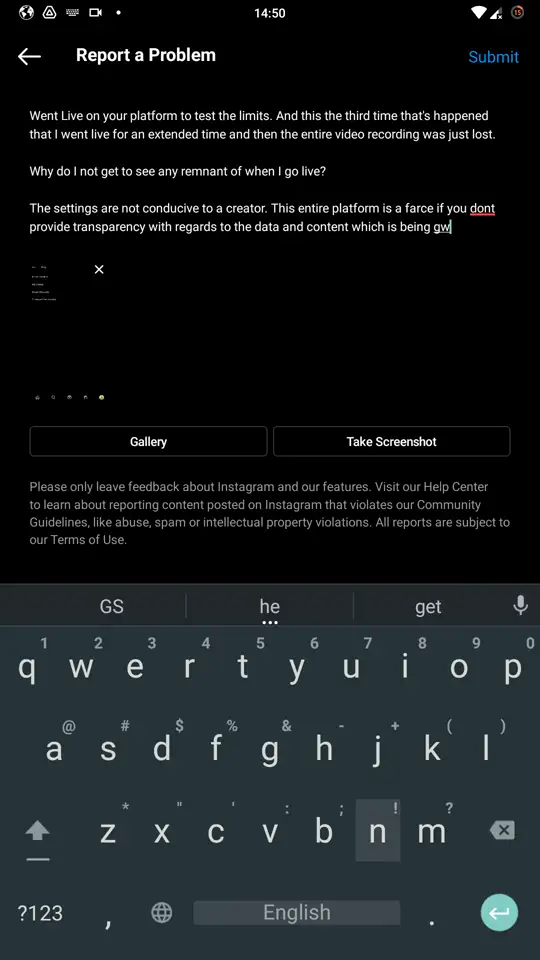 14:50
15
Report a Problem
Submit
Went Live on your platform to test the limits. And this the third time that's happened
that I went live for an extended time and then the entire video recording was just lost.
Why do I not get to see any remnant of when I go live?
The settings are not conducive to a creator. This entire platform is a farce if you dont
provide transparency with regards to the data and content which is being gw
Gallery
Take Screenshot
Please only leave feedback about Instagram and our features. Visit our Help Center
to learn about reporting content posted on Instagram that violates our Community
Guidelines, like abuse, spam or intellectual property violations. All reports are subject to
our Terms of Use.
GS he get
1 2 3 4 5 6 7 8 9 0
q w e r t y u i o p
@ # $ % & - + ( )
a s d f g h j k l
* " ' : ; ! ?
z x c v b n m
?123 , English .